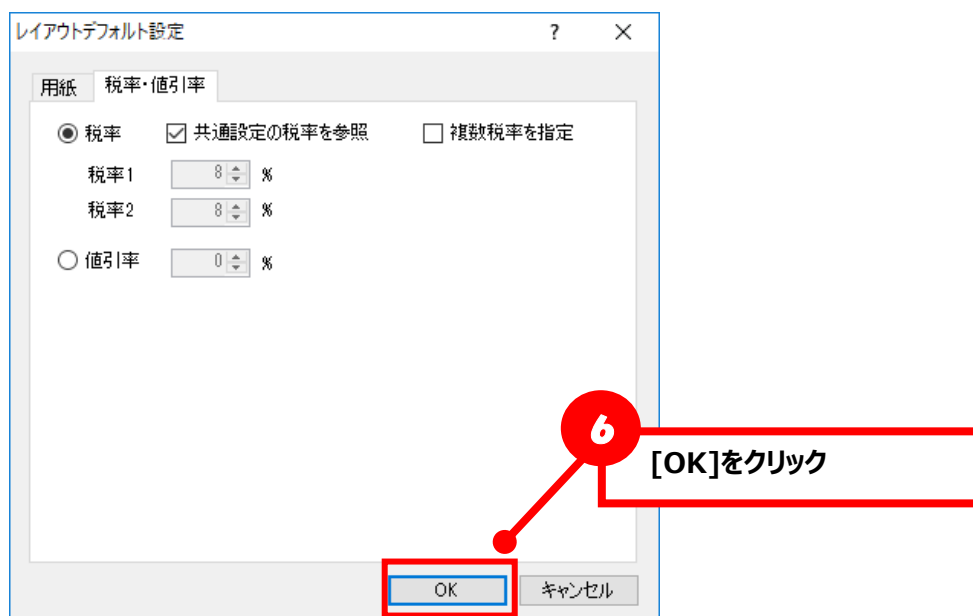 レイアウトデフォルト設定 ? ×
用紙 税率・値引率
税率 共通設定の税率を参照 複数税率を指定
税率1 8 %
税率2 8 %
値引率 0 %
6
[OK]をクリック
OK キャンセル